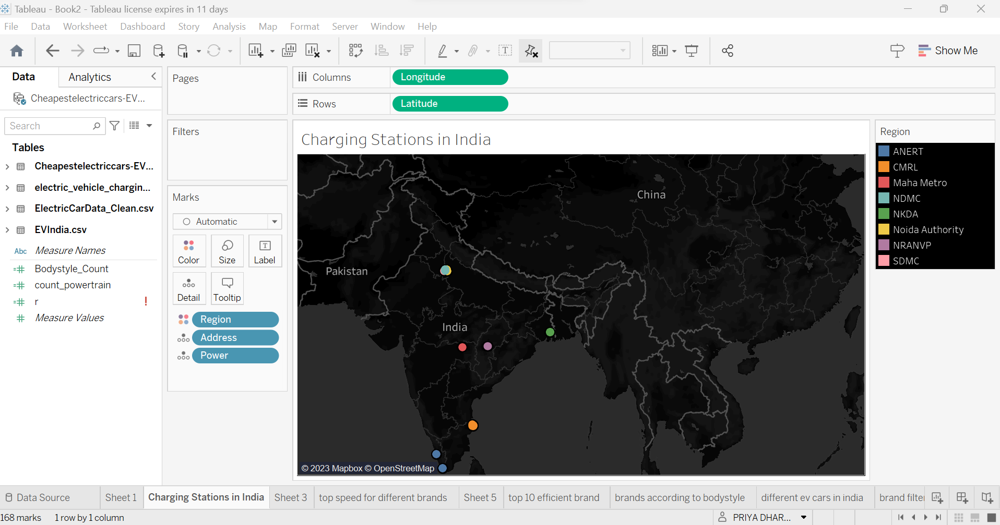 Tableau - Book2 - Tableau license expires in 11 days
File Data Worksheet Dashboard Story Analysis Map Format Server Window Help
Show Me
Data Analytics
Cheapestelectriccars-EV...
Search
Tables
Cheapestelectriccars-EV...
electric_vehicle_chargin...
ElectricCarData_Clean.csv
EVIndia.csv
Abc Measure Names
Bodystyle_Count
count_powertrain
r !
Measure Values
Pages
Filters
Marks
Automatic
Color Size Label
Detail Tooltip
Region
Address
Power
Columns Longitude
Rows Latitude
Charging Stations in India
China
Pakistan
India
© 2023 Mapbox © OpenStreetMap
Region
ANERT
CMRL
Maha Metro
NDMC
NKDA
Noida Authority
NRANVP
SDMC
Data Source Sheet 1 Charging Stations in India Sheet 3 top speed for different brands Sheet 5 top 10 efficient brand brands according to bodystyle different ev cars in india brand filte
168 marks 1 row by 1 column PRIYA DHAR...